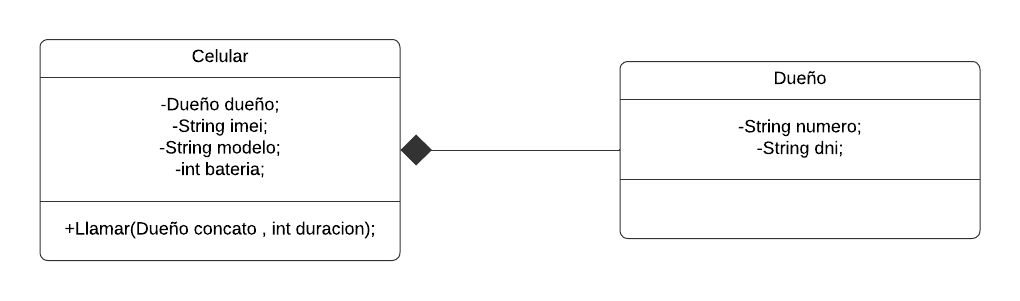 Celular
-Dueño dueño;
-String imei;
-String modelo;
-int bateria;
+Llamar(Dueño concato , int duracion);
Dueño
-String numero;
-String dni;